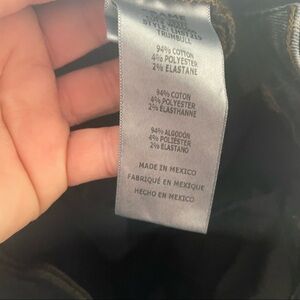 TRUMBULL
94% COTTON
4% POLYESTER
2% ELASTANE
94% COTON
4% POLYESTER
2% ELASTHANNE
94% ALGODON
4% POLIESTER
2% ELASTANO
MADE IN MEXICO
FABRIQUÉ EN MEXIQUE
HECHO EN MEXICO